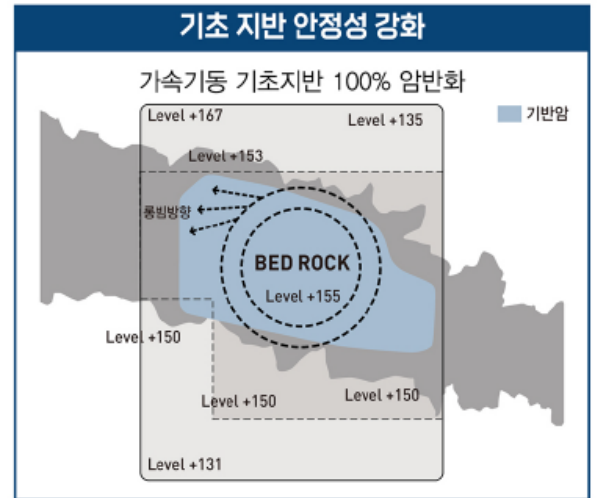 기초 지반 안정성 강화
가속기동 기초지반 100% 암반화
Level +167
Level +135
기반암
Level +153
롱빔방향
BED ROCK
Level +155
Level +150
Level +150
Level +150
Level +131